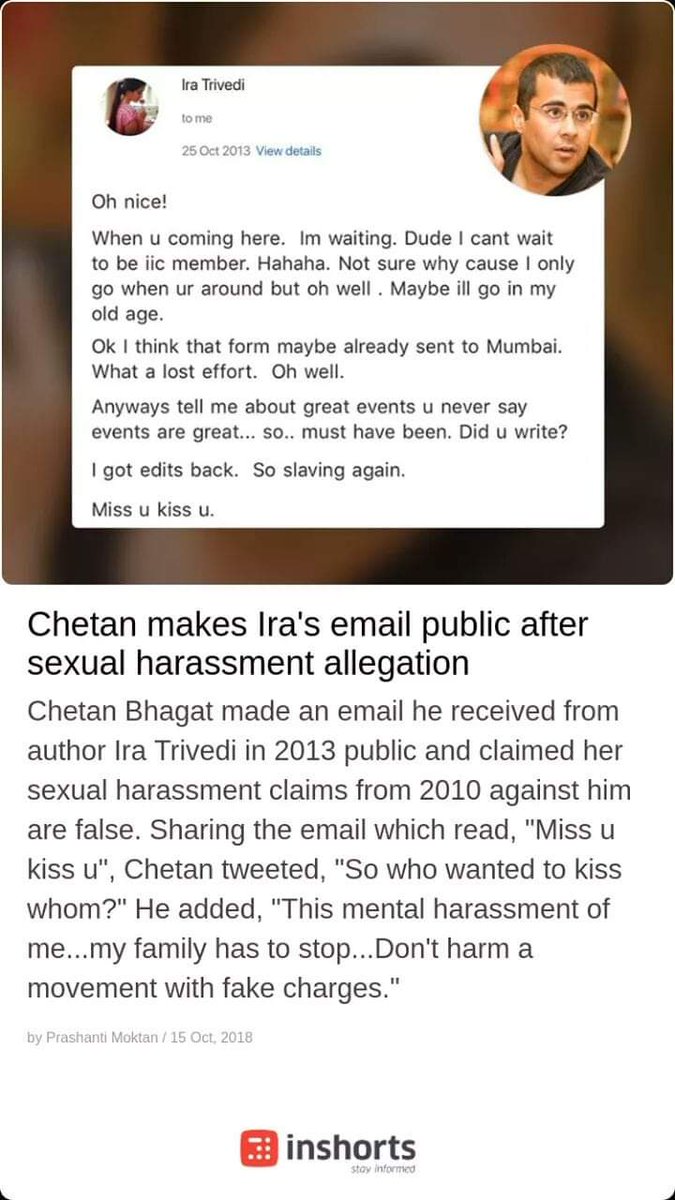 Ira Trivedi
to me
25 Oct 2013 View details
Oh nice!
When u coming here.  Im waiting. Dude I cant wait
to be iic member. Hahaha. Not sure why cause I only
go when ur around but oh well . Maybe ill go in my
old age.
Ok I think that form maybe already sent to Mumbai.
What a lost effort.  Oh well.
Anyways tell me about great events u never say
events are great... so.. must have been. Did u write?
I got edits back.  So slaving again.
Miss u kiss u.
Chetan makes Ira's email public after
sexual harassment allegation
Chetan Bhagat made an email he received from
author Ira Trivedi in 2013 public and claimed her
sexual harassment claims from 2010 against him
are false. Sharing the email which read, "Miss u
kiss u", Chetan tweeted, "So who wanted to kiss
whom?" He added, "This mental harassment of
me...my family has to stop...Don't harm a
movement with fake charges."
by Prashanti Moktan / 15 Oct, 2018
inshorts
stay informed